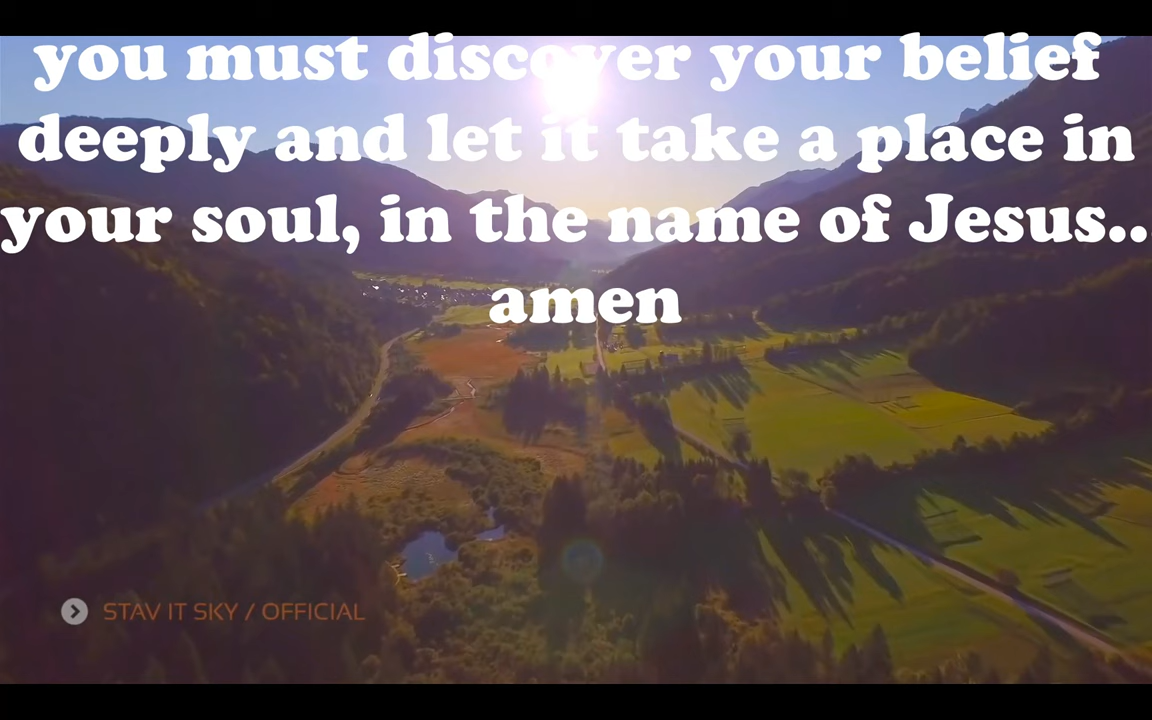 you must discover your belief
deeply and let it take a place in
your soul, in the name of Jesus..
amen
STAV IT SKY / OFFICIAL